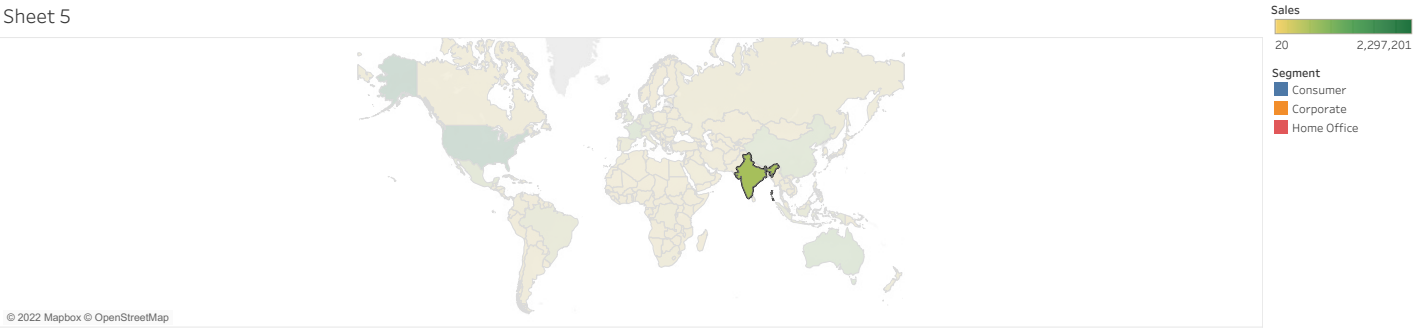 Sheet 5
Sales
20 2,297,201
Segment
Consumer
Corporate
Home Office
© 2022 Mapbox © OpenStreetMap